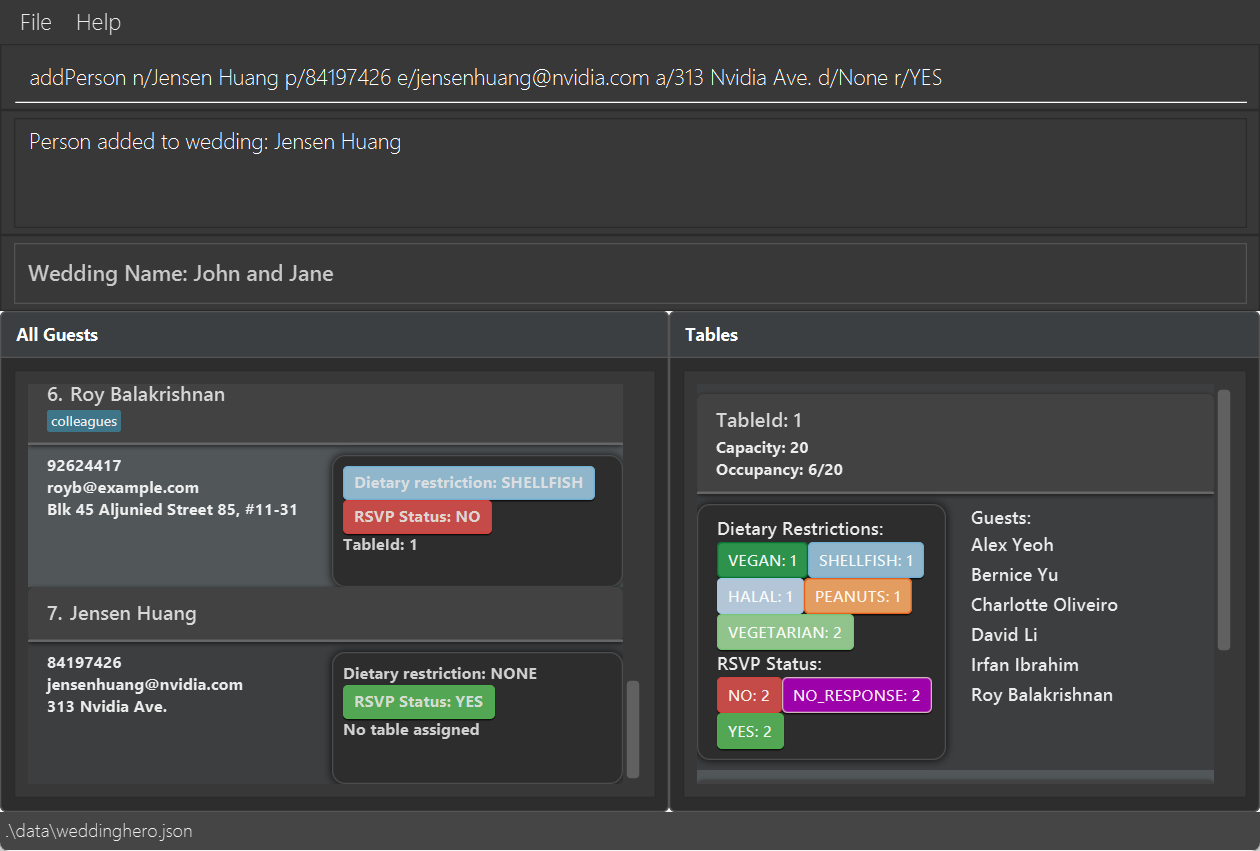 File Help
addPerson n/Jensen Huang p/84197426 e/jensenhuang@nvidia.com a/313 Nvidia Ave. d/None r/YES
Person added to wedding: Jensen Huang
Wedding Name: John and Jane
All Guests
6. Roy Balakrishnan
colleagues
92624417
royb@example.com
Blk 45 Aljunied Street 85, #11-31
Dietary restriction: SHELLFISH
RSVP Status: NO
TableId: 1
7. Jensen Huang
84197426
jensenhuang@nvidia.com
313 Nvidia Ave.
Dietary restriction: NONE
RSVP Status: YES
No table assigned
Tables
TableId: 1
Capacity: 20
Occupancy: 6/20
Dietary Restrictions:
VEGAN: 1 SHELLFISH: 1
HALAL: 1 PEANUTS: 1
VEGETARIAN: 2
RSVP Status:
NO: 2 NO_RESPONSE: 2
YES: 2
Guests:
Alex Yeoh
Bernice Yu
Charlotte Oliveiro
David Li
Irfan Ibrahim
Roy Balakrishnan
.\data\weddinghero.json